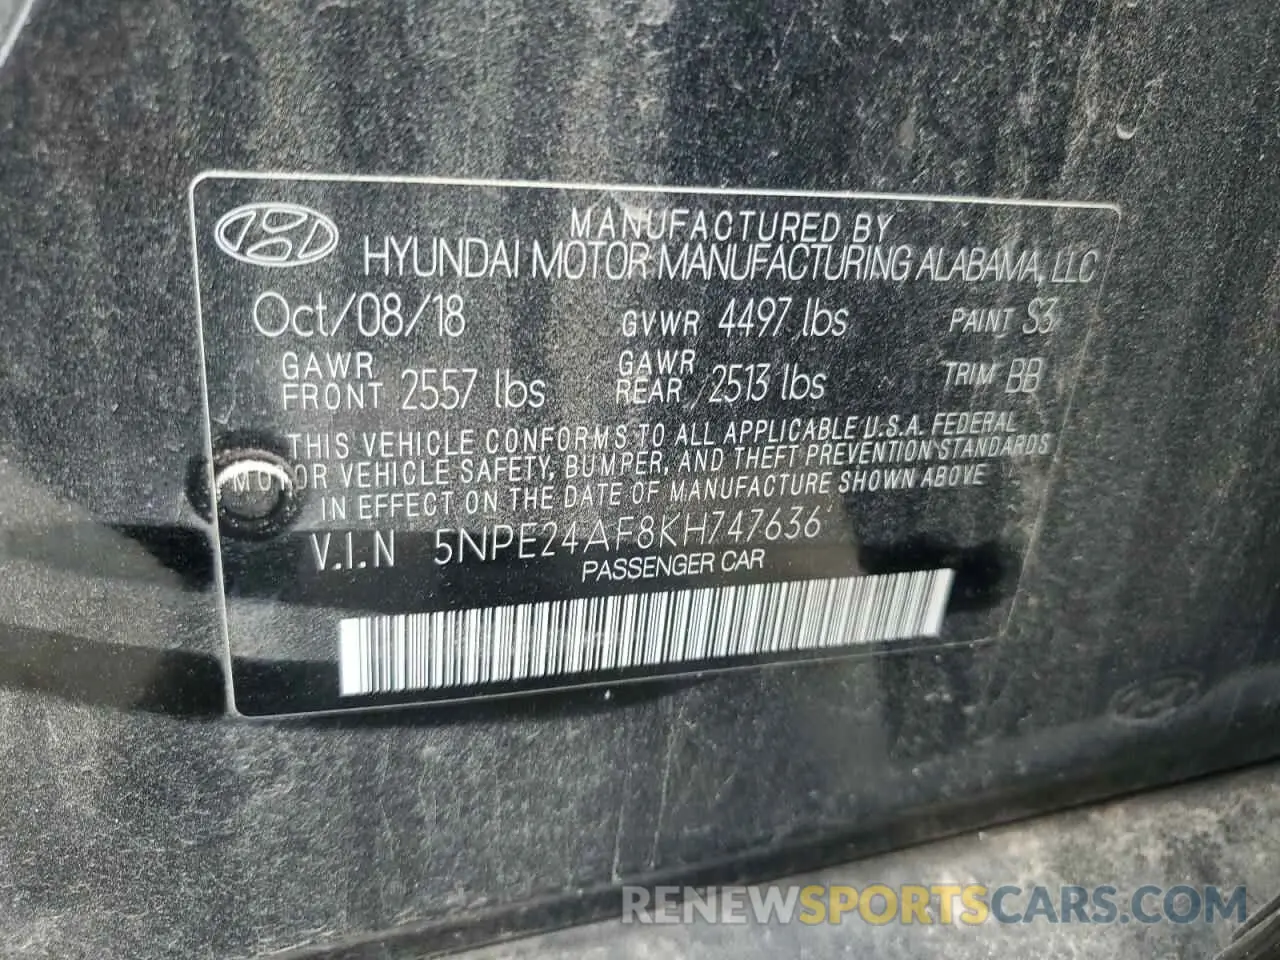 MANUFACTURED BY
HYUNDAI MOTOR MANUFACTURING ALABAMA, LLC
Oct/08/18 GVWR 4497 lbs PAINT S3
GAWR FRONT 2557 lbs GAWR REAR 2513 lbs TRIM BB
THIS VEHICLE CONFORMS TO ALL APPLICABLE U.S.A. FEDERAL
MOTOR VEHICLE SAFETY, BUMPER, AND THEFT PREVENTION STANDARDS
IN EFFECT ON THE DATE OF MANUFACTURE SHOWN ABOVE
V.I.N 5NPE24AF8KH747636
PASSENGER CAR
RENEWSPORTSCARS.COM